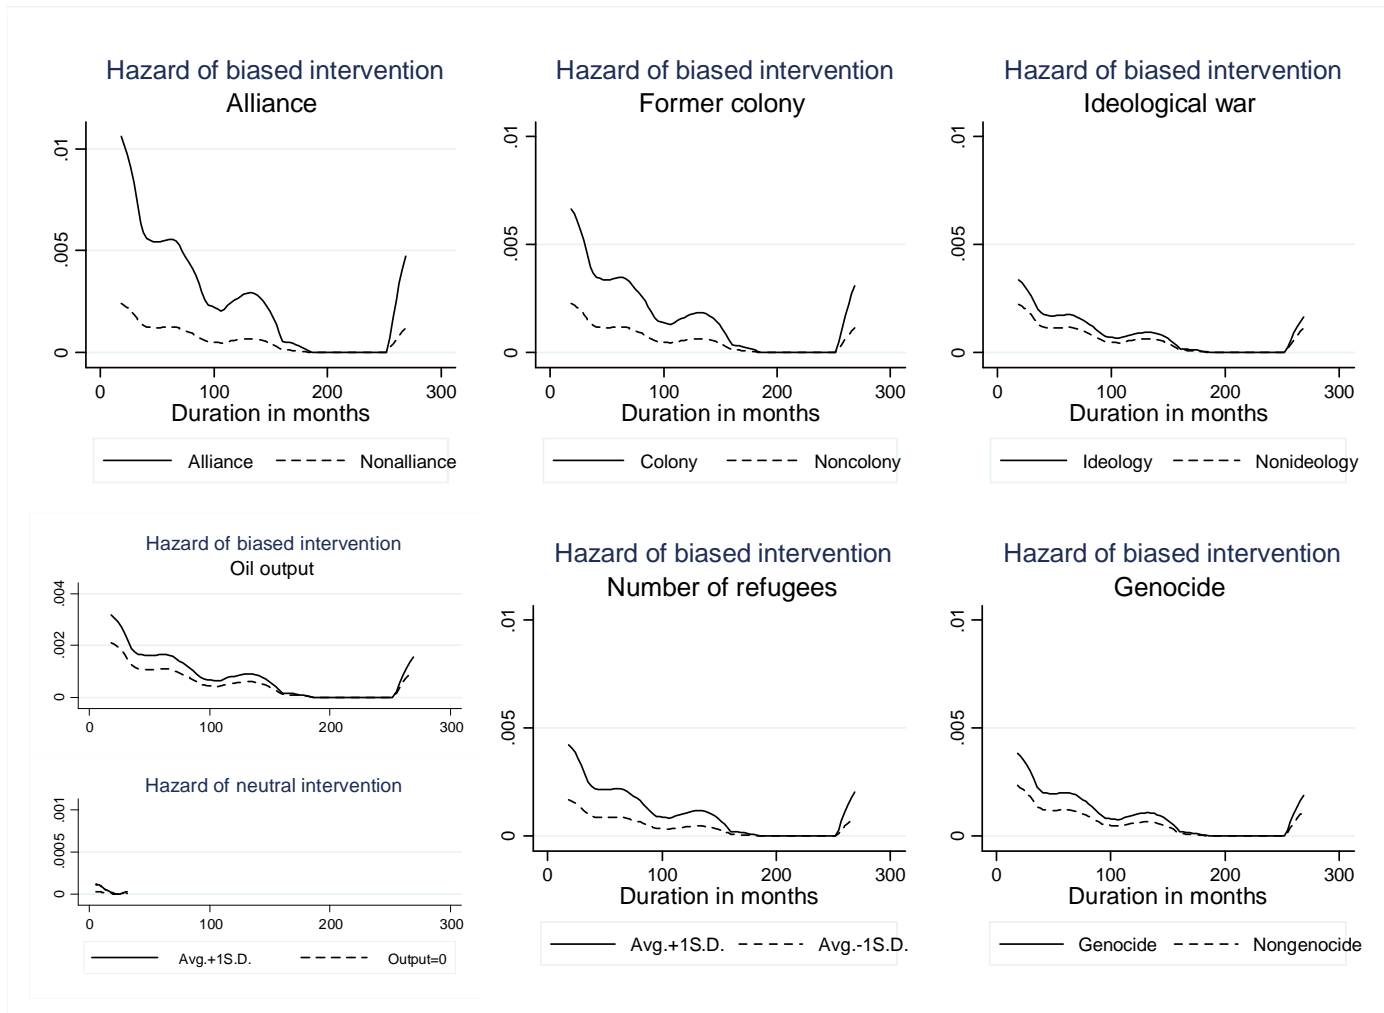 Hazard of biased intervention
Alliance
.01
.005
0
0 100 200 300
Duration in months
Alliance Nonalliance
Hazard of biased intervention
Former colony
.01
.005
0
0 100 200 300
Duration in months
Colony Noncolony
Hazard of biased intervention
Ideological war
.01
.005
0
0 100 200 300
Duration in months
Ideology Nonideology
Hazard of biased intervention
Oil output
.004
.002
0
0 100 200 300
Hazard of neutral intervention
.001
.0005
0
0 100 200 300
Avg.+1S.D. Output=0
Hazard of biased intervention
Number of refugees
.01
.005
0
0 100 200 300
Duration in months
Avg.+1S.D. Avg.-1S.D.
Hazard of biased intervention
Genocide
.01
.005
0
0 100 200 300
Duration in months
Genocide Nongenocide